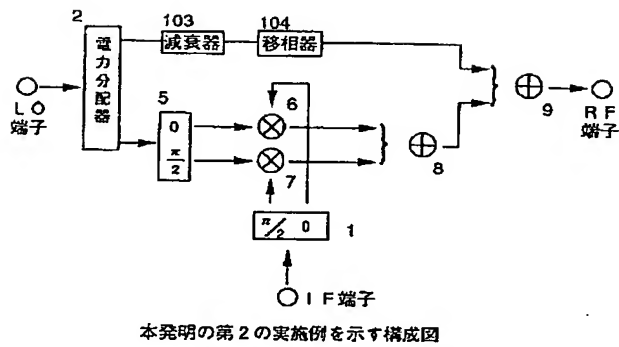 2
電力分配器
103
減衰器
104
移相器
LO
端子
5
0
π/2
6
7
8
9
RF
端子
π/2 0
1
IF端子
本発明の第2の実施例を示す構成図